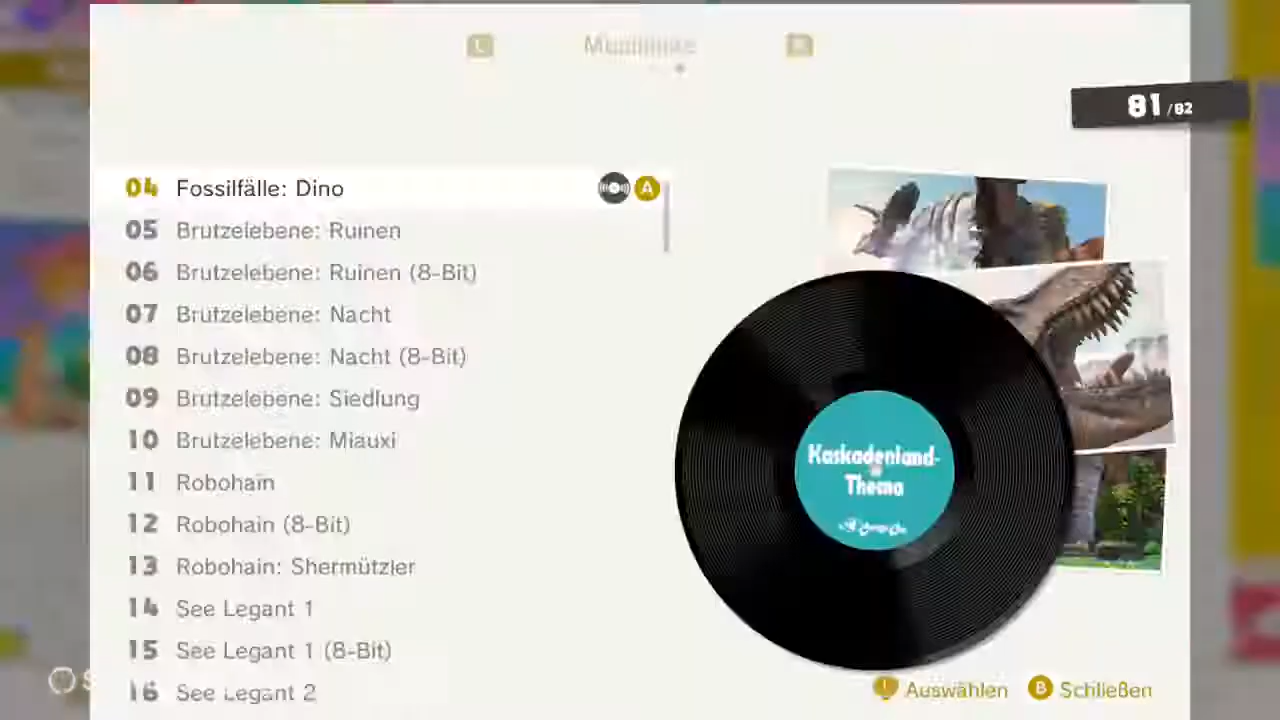 L
Musikliste
R
81/82
04 Fossilfälle: Dino A
05 Brutzelebene: Ruinen
06 Brutzelebene: Ruinen (8-Bit)
07 Brutzelebene: Nacht
08 Brutzelebene: Nacht (8-Bit)
09 Brutzelebene: Siedlung
10 Brutzelebene: Miauxi
11 Robohain
12 Robohain (8-Bit)
13 Robohain: Shermützler
14 See Legant 1
15 See Legant 1 (8-Bit)
16 See Legant 2
Kaskadenland-
Thema
Auswählen B Schließen